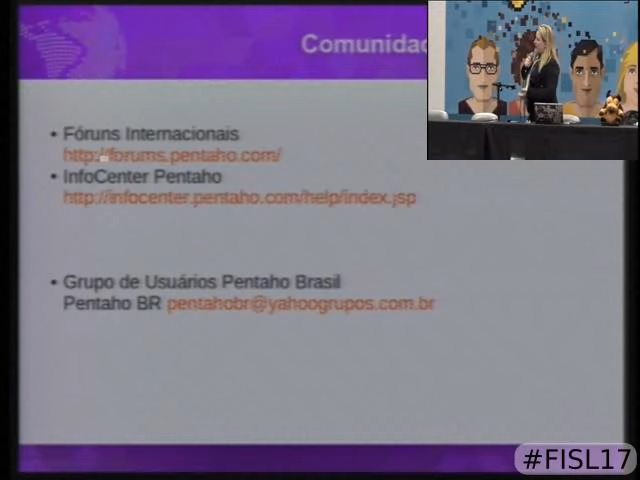 Comunidad
• Fóruns Internacionais
http://forums.pentaho.com/
• InfoCenter Pentaho
http://infocenter.pentaho.com/help/index.jsp
• Grupo de Usuários Pentaho Brasil
Pentaho BR pentahobr@yahoogrupos.com.br
#FISL17